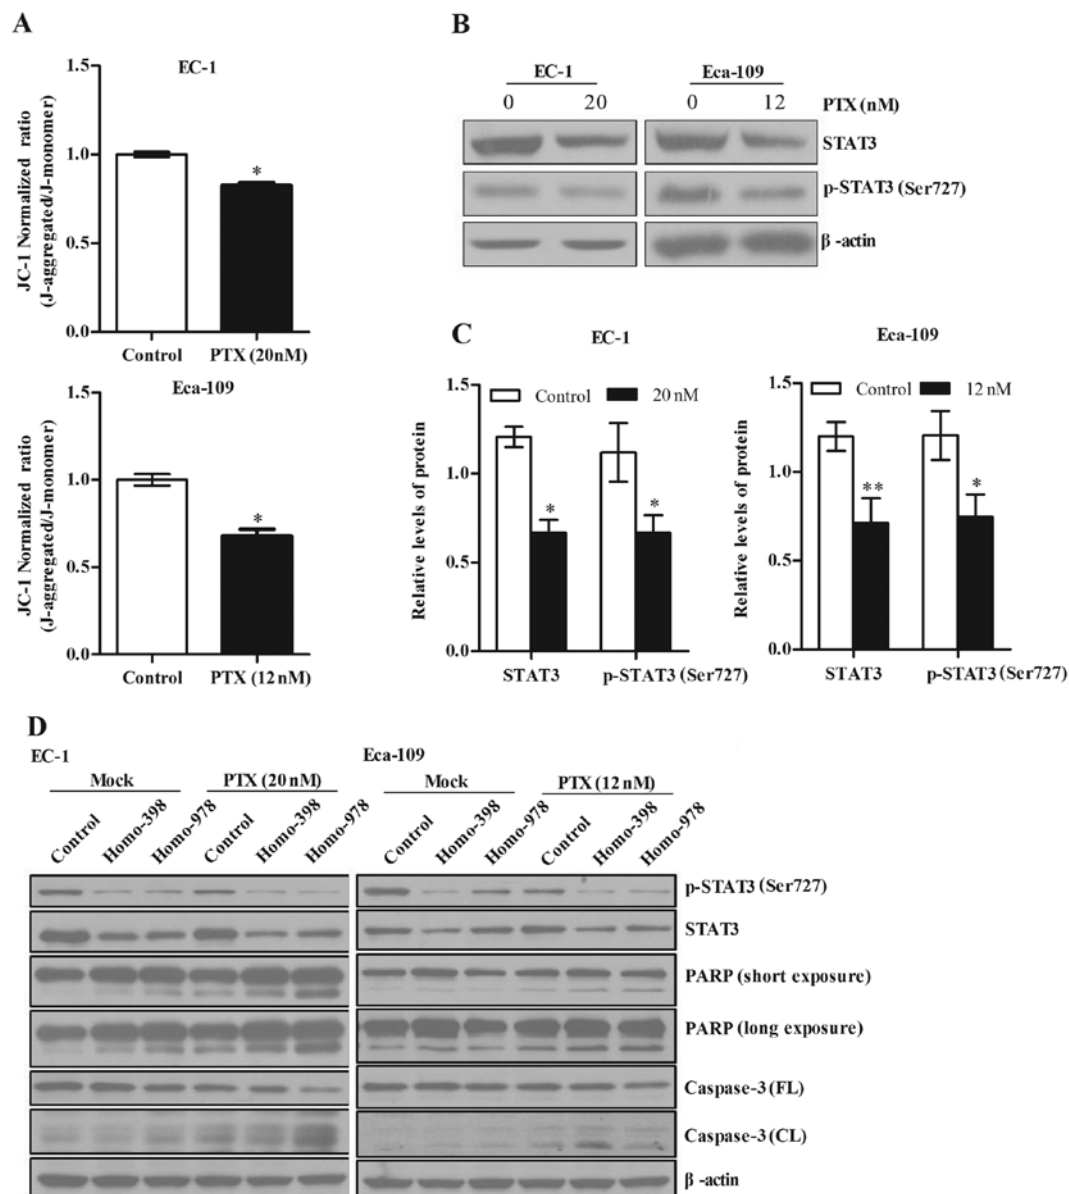 A
EC-1
JC-1 Normalized ratio
(J-aggregated/J-monomer)
1.5
1.0
0.5
0.0
*
Control PTX (20nM)
Eca-109
JC-1 Normalized ratio
(J-aggregated/J-monomer)
1.5
1.0
0.5
0.0
*
Control PTX (12nM)
B
EC-1 Eca-109
0 20 0 12 PTX (nM)
STAT3
p-STAT3 (Ser727)
β -actin
C
EC-1
Relative levels of protein
1.5
1.0
0.5
0.0
Control 20 nM
* *
STAT3 p-STAT3 (Ser727)
Eca-109
Relative levels of protein
1.5
1.0
0.5
0.0
Control 12 nM
** *
STAT3 p-STAT3 (Ser727)
D
EC-1 Eca-109
Mock PTX (20 nM) Mock PTX (12 nM)
Control Homo-398 Homo-978 Control Homo-398 Homo-978 Control Homo-398 Homo-978 Control Homo-398 Homo-978
p-STAT3 (Ser727)
STAT3
PARP (short exposure)
PARP (long exposure)
Caspase-3 (FL)
Caspase-3 (CL)
β -actin